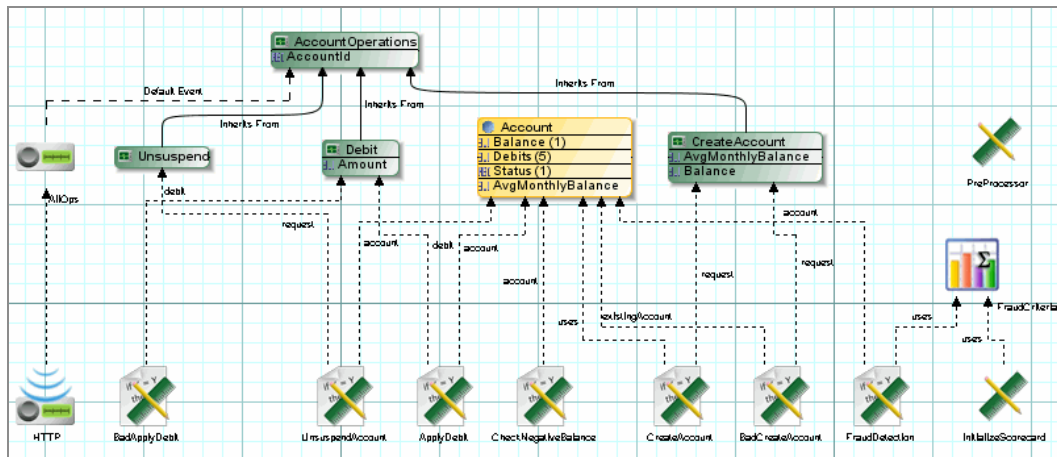 AccountOperations
AccountId
Default Event
Inherits From
Inherits From
Inherits From
Unsuspend
Debit
Amount
Account
Balance (1)
Debits (5)
Status (1)
AvgMonthlyBalance
CreateAccount
AvgMonthlyBalance
Balance
PreProcessor
AllOps
debit
request
account
debit
account
account
uses
existingAccount
request
request
account
uses
uses
FraudCriteria
HTTP
BadApplyDebit
UnsuspendAccount
ApplyDebit
CheckNegativeBalance
CreateAccount
BadCreateAccount
FraudDetection
InitializeScorecard